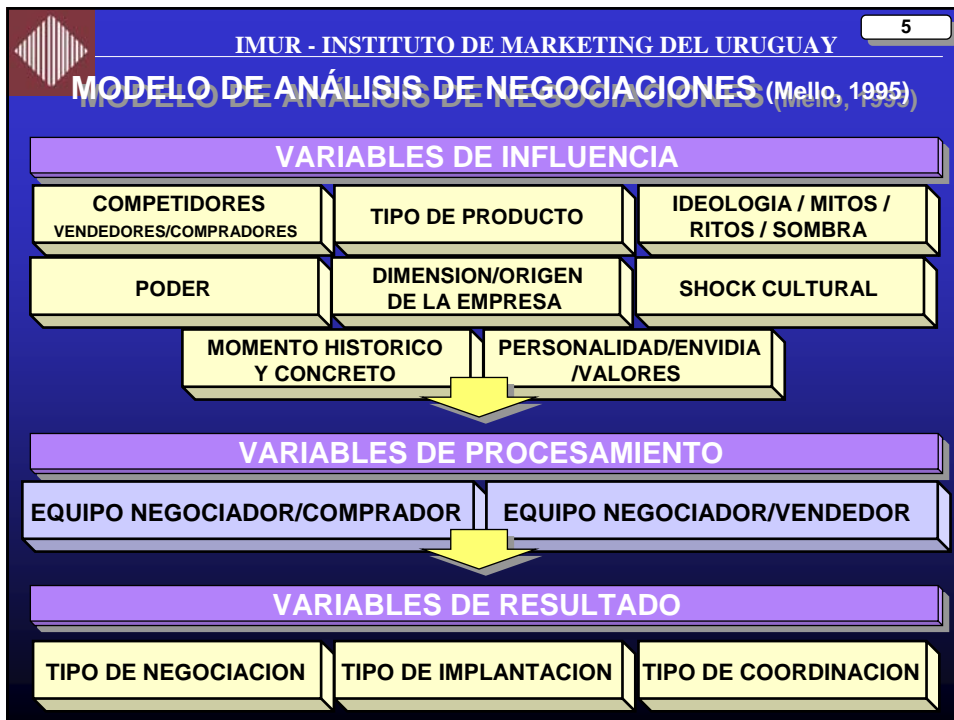 5
IMUR - INSTITUTO DE MARKETING DEL URUGUAY
MODELO DE ANÁLISIS DE NEGOCIACIONES (Mello, 1995)
VARIABLES DE INFLUENCIA
COMPETIDORES
VENDEDORES/COMPRADORES
TIPO DE PRODUCTO
IDEOLOGIA / MITOS /
RITOS / SOMBRA
PODER
DIMENSION/ORIGEN
DE LA EMPRESA
SHOCK CULTURAL
MOMENTO HISTORICO
Y CONCRETO
PERSONALIDAD/ENVIDIA
/VALORES
VARIABLES DE PROCESAMIENTO
EQUIPO NEGOCIADOR/COMPRADOR
EQUIPO NEGOCIADOR/VENDEDOR
VARIABLES DE RESULTADO
TIPO DE NEGOCIACION
TIPO DE IMPLANTACION
TIPO DE COORDINACION